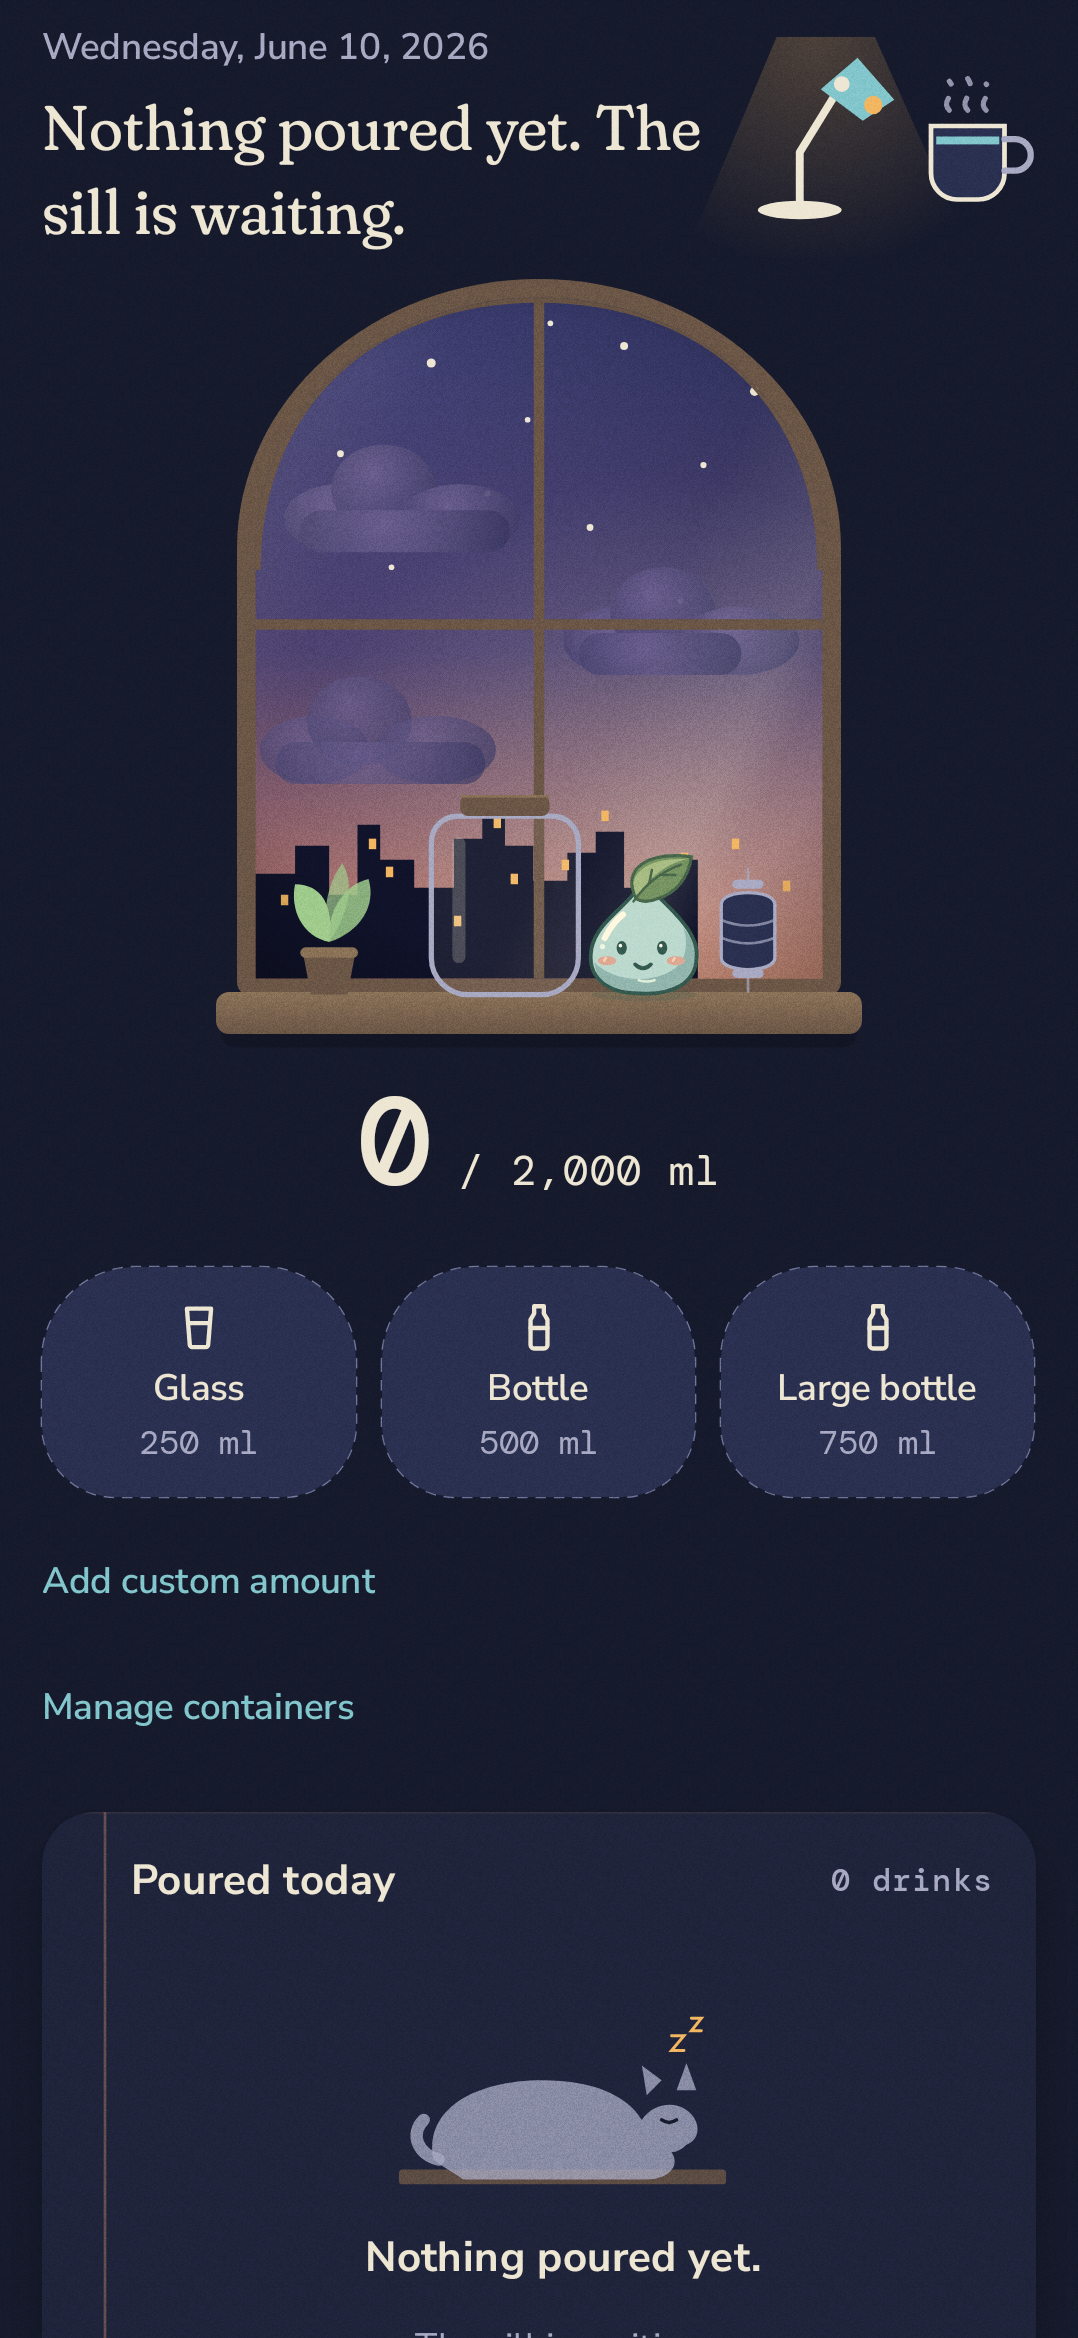 Wednesday, June 10, 2026
Nothing poured yet. The
sill is waiting.
0 / 2,000 ml
Glass
250 ml
Bottle
500 ml
Large bottle
750 ml
Add custom amount
Manage containers
Poured today
0 drinks
z z
Nothing poured yet.